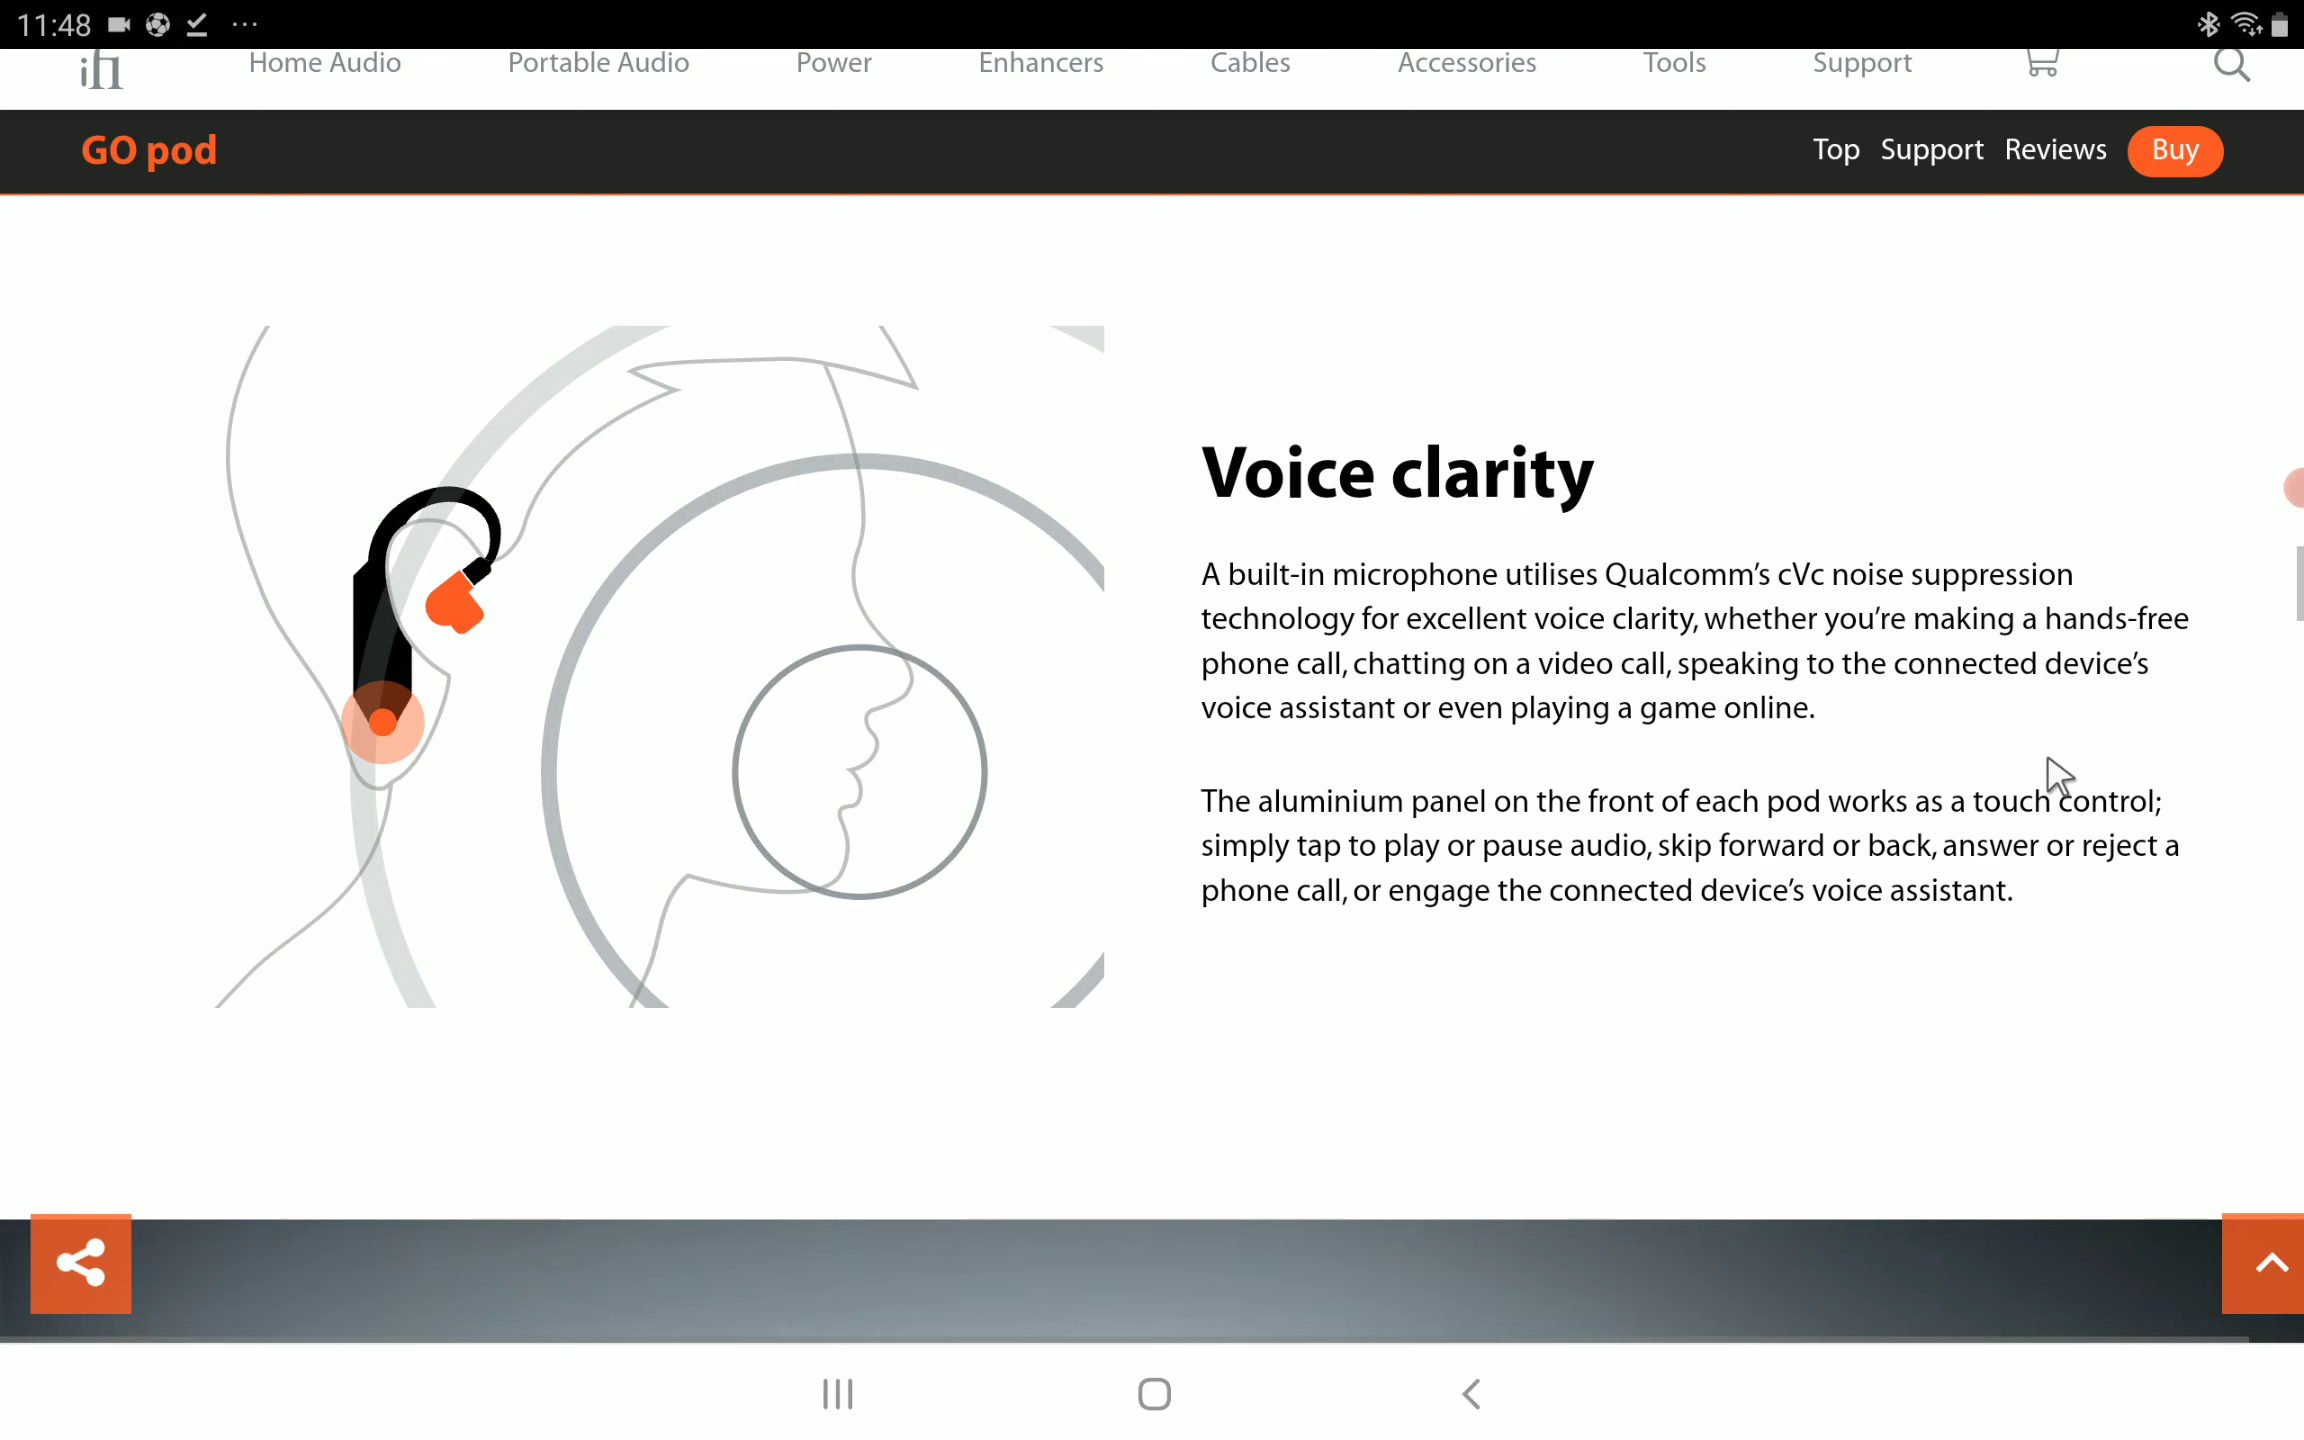 11:48
ifi
Home Audio Portable Audio Power Enhancers Cables Accessories Tools Support
GO pod
Top Support Reviews Buy
Voice clarity
A built-in microphone utilises Qualcomm’s cVc noise suppression
technology for excellent voice clarity, whether you’re making a hands-free
phone call, chatting on a video call, speaking to the connected device’s
voice assistant or even playing a game online.
The aluminium panel on the front of each pod works as a touch control;
simply tap to play or pause audio, skip forward or back, answer or reject a
phone call, or engage the connected device’s voice assistant.